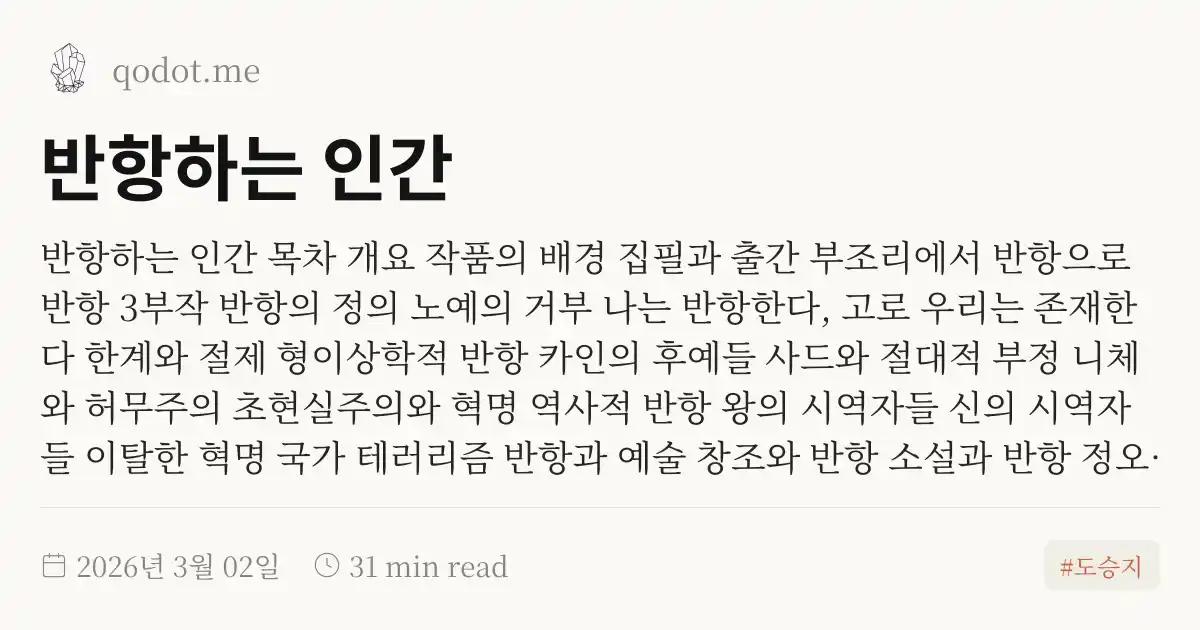 qodot.me
반항하는 인간
반항하는 인간 목차 개요 작품의 배경 집필과 출간 부조리에서 반항으로
반항 3부작 반항의 정의 노예의 거부 나는 반항한다, 고로 우리는 존재한
다 한계와 절제 형이상학적 반항 카인의 후예들 사드와 절대적 부정 니체
와 허무주의 초현실주의와 혁명 역사적 반항 왕의 시역자들 신의 시역자
들 이탈한 혁명 국가 테러리즘 반항과 예술 창조와 반항 소설과 반항 정오·
2026년 3월 02일 31 min read
#도승지